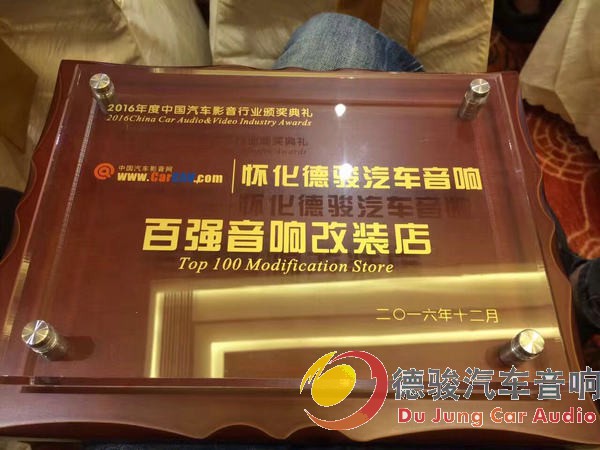 2016年度中国汽车影音行业颁奖典礼
2016China Car Audio&Video Industry Awards
中国汽车影音网
怀化德骏汽车音响
百强音响改装店
Top 100 Modification Store
二〇一六年十二月
德骏汽车音响
Du Jung Car Audio